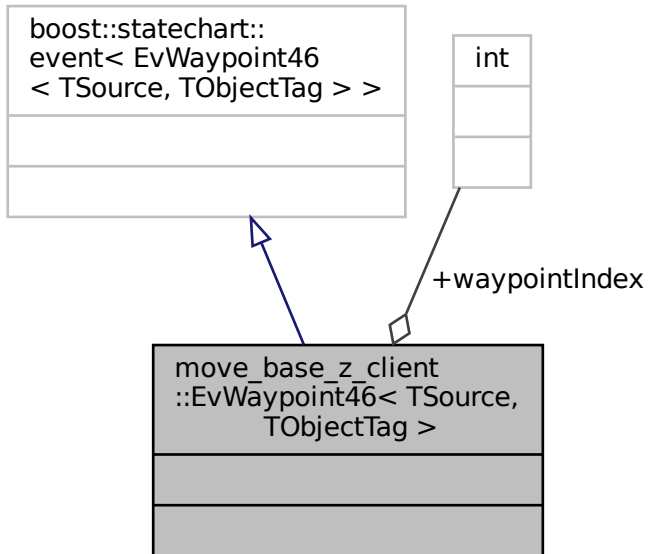 boost::statechart::
event< EvWaypoint46
< TSource, TObjectTag > >
int
+waypointIndex
move_base_z_client
::EvWaypoint46< TSource,
TObjectTag >